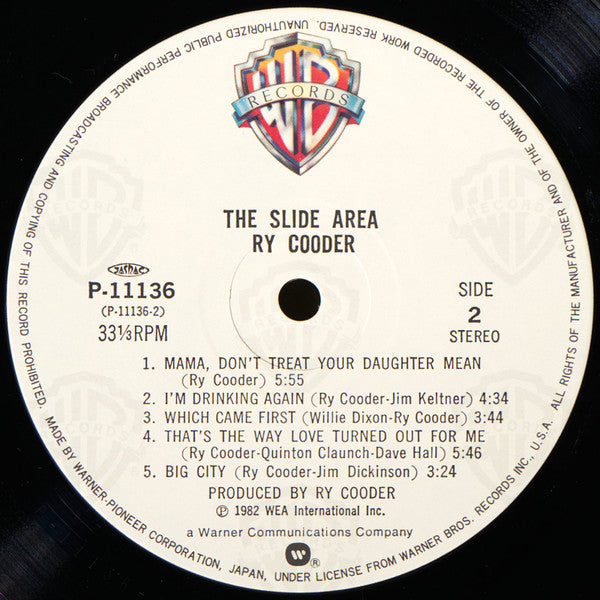 WB
RECORDS
THE SLIDE AREA
RY COODER
JASRAC
P-11136
(P-11136-2)
33⅓RPM
SIDE
2
STEREO
1. MAMA, DON'T TREAT YOUR DAUGHTER MEAN
(Ry Cooder) 5:55
2. I'M DRINKING AGAIN (Ry Cooder-Jim Keltner) 4:34
3. WHICH CAME FIRST (Willie Dixon-Ry Cooder) 3:44
4. THAT'S THE WAY LOVE TURNED OUT FOR ME
(Ry Cooder-Quinton Claunch-Dave Hall) 5:46
5. BIG CITY (Ry Cooder-Jim Dickinson) 3:24
PRODUCED BY RY COODER
Ⓟ 1982 WEA International Inc.
a Warner Communications Company
MADE BY WARNER-PIONEER CORPORATION, JAPAN, UNDER LICENSE FROM WARNER BROS. RECORDS INC., U.S.A. ALL RIGHTS OF THE MANUFACTURER AND OF THE OWNER OF THE RECORDED WORK RESERVED. UNAUTHORIZED PUBLIC PERFORMANCE BROADCASTING AND COPYING OF THIS RECORD PROHIBITED.